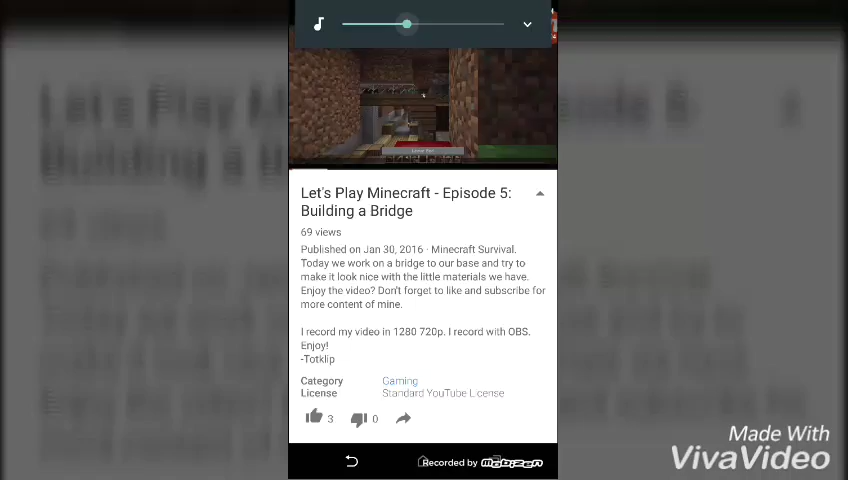 Let's Play Minecraft - Episode 5:
Building a Bridge
69 views
Published on Jan 30, 2016 · Minecraft Survival.
Today we work on a bridge to our base and try to
make it look nice with the little materials we have.
Enjoy the video? Don't forget to like and subscribe for
more content of mine.
I record my video in 1280 720p. I record with OBS.
Enjoy!
-Totklip
Category Gaming
License Standard YouTube License
3 0
Recorded by mobizen
Made With
VivaVideo